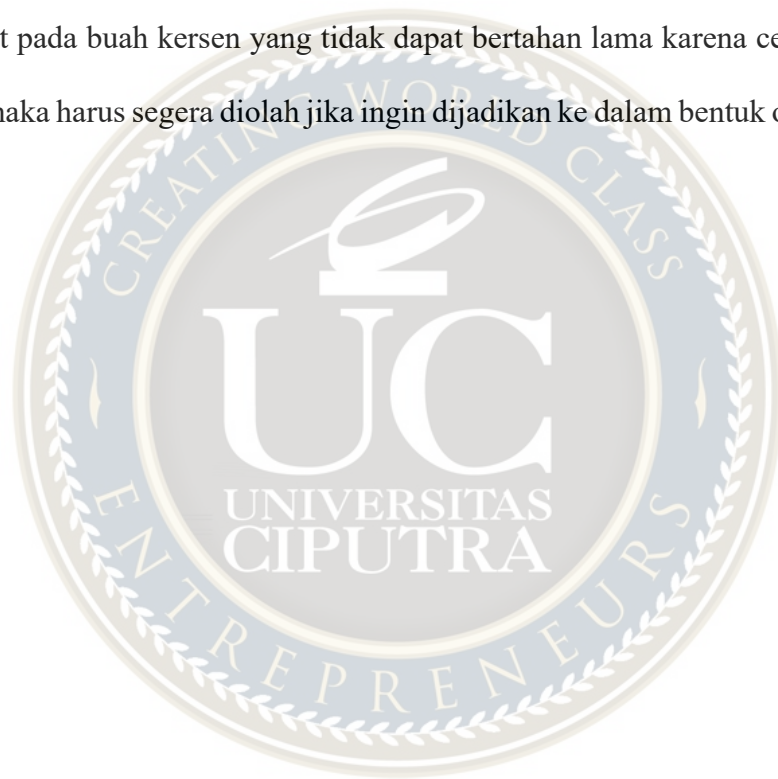 t pada buah kersen yang tidak dapat bertahan lama karena ce
naka harus segera diolah jika ingin dijadikan ke dalam bentuk
CREATING WORLD CLASS
UC
UNIVERSITAS
CIPUTRA
ENTREPRENEURS